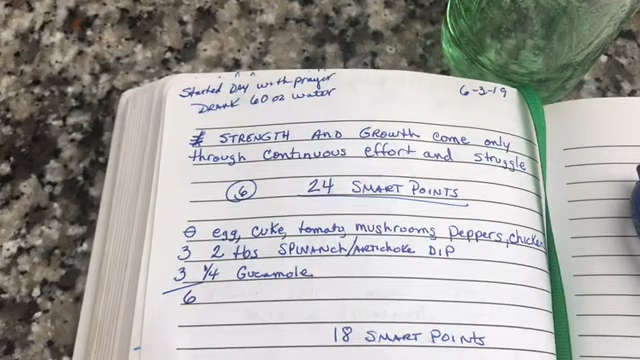 Started DAY with prayer
DRANK 60 oz water
6-3-19
* STRENGTH AND GROWTH come only
through continuous effort and struggle
.6 24 SMART POINTS
0 egg, cuke, tomato, mushrooms, peppers, chicken
3 2 tbs SPINANCH/ARTICHOKE DIP
3 1/4 Gucamole
6
18 SMART POINTS